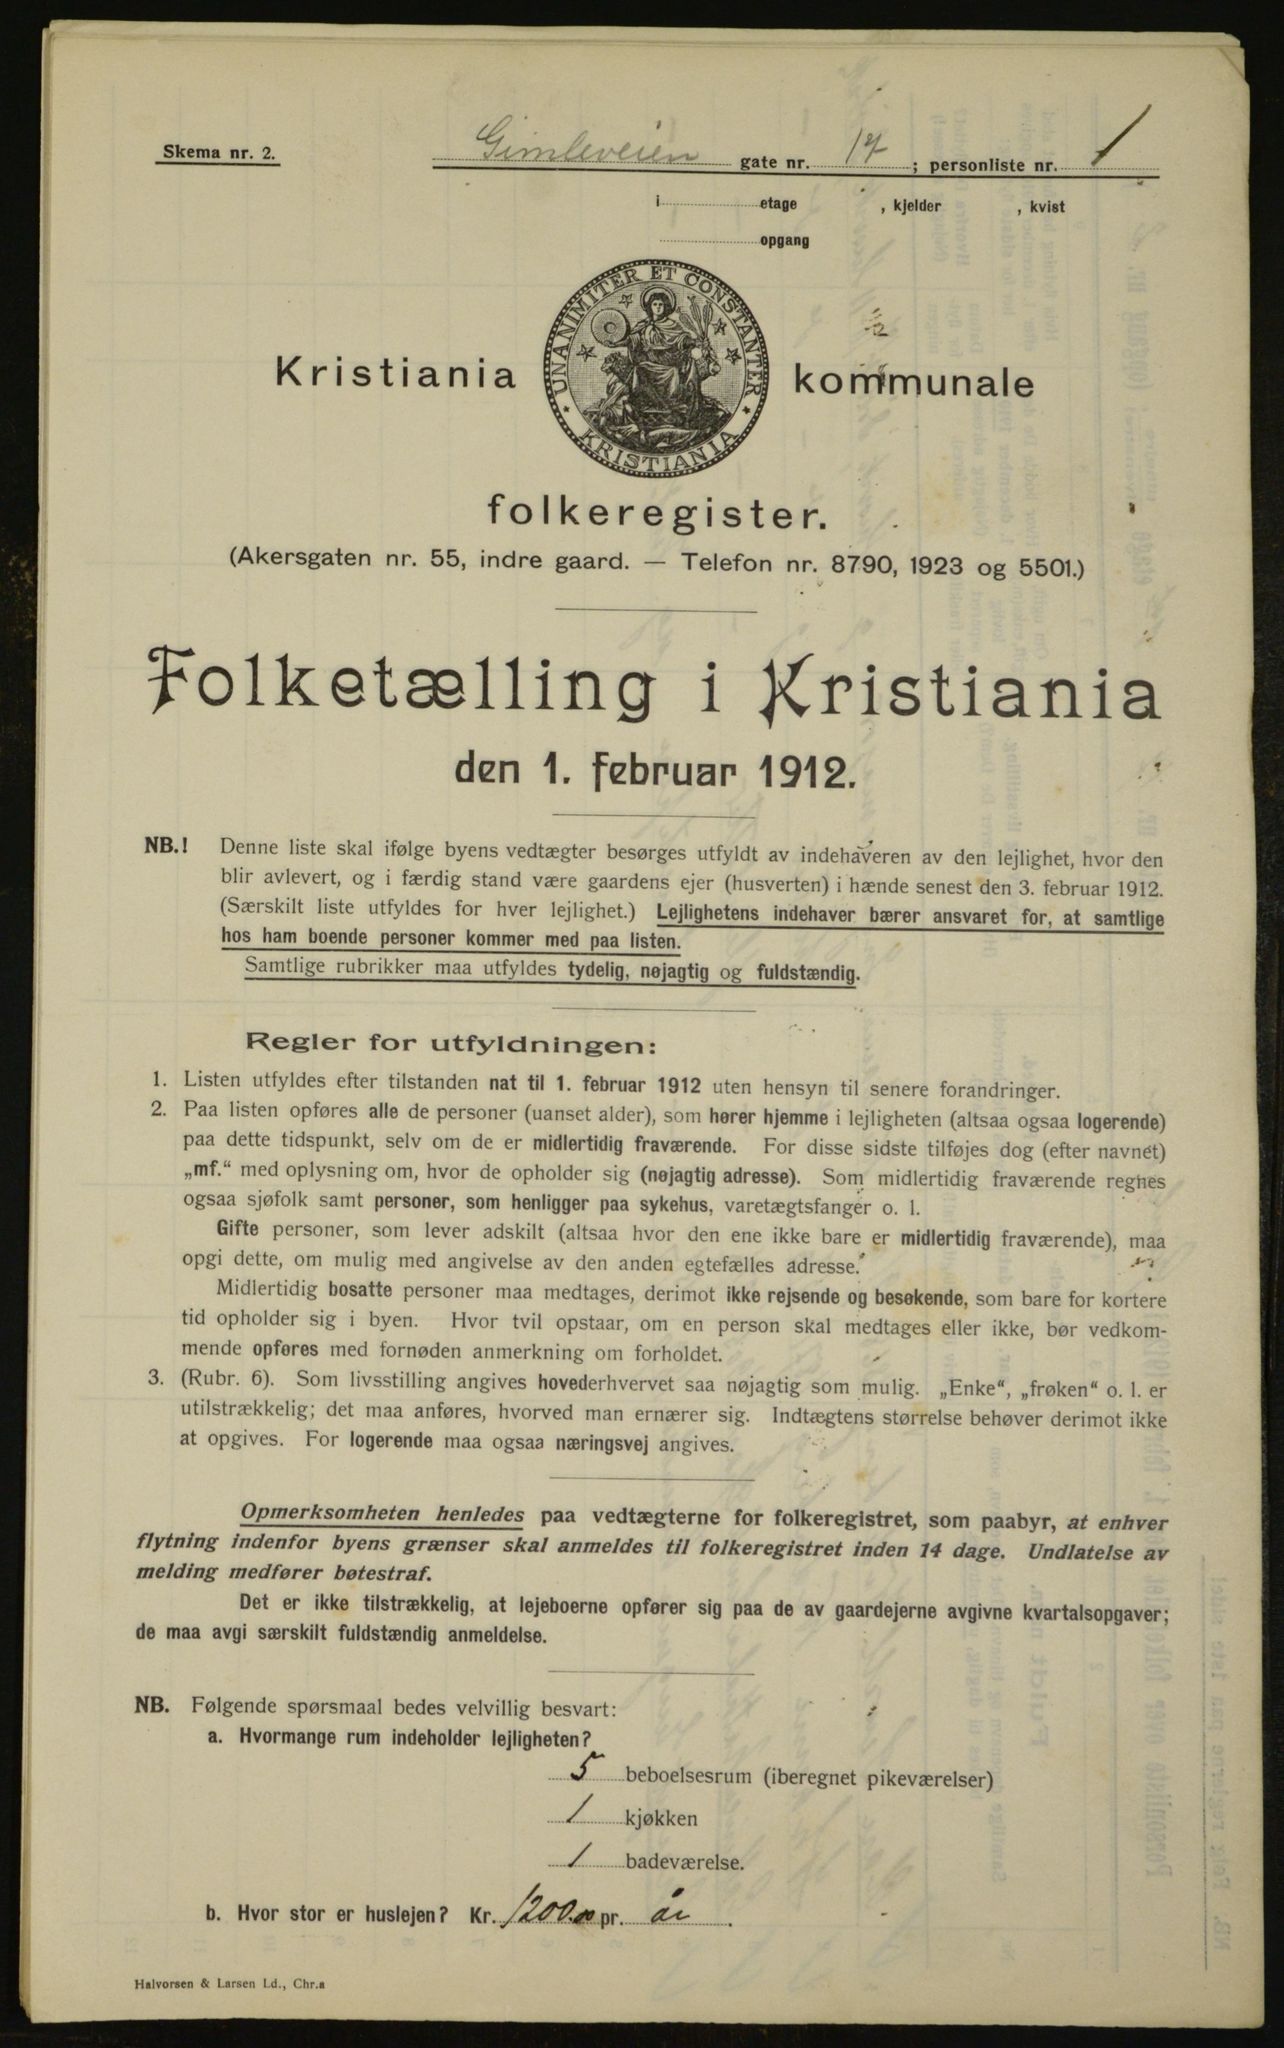 Skema nr. 2.
Gimleveien gate nr. 17 ; personliste nr. 1
i etage , kjelder , kvist
opgang
UNANIMITER ET CONSTANTER
KRISTIANIA
Kristiania kommunale
folkeregister.
(Akersgaten nr. 55, indre gaard. — Telefon nr. 8790, 1923 og 5501.)
Folketælling i Kristiania
den 1. februar 1912.
NB.! Denne liste skal ifølge byens vedtægter besørges utfyldt av indehaveren av den lejlighet, hvor den
blir avlevert, og i færdig stand være gaardens ejer (husverten) i hænde senest den 3. februar 1912.
(Særskilt liste utfyldes for hver lejlighet.) Lejlighetens indehaver bærer ansvaret for, at samtlige
hos ham boende personer kommer med paa listen.
Samtlige rubrikker maa utfyldes tydelig, nøjagtig og fuldstændig.
Regler for utfyldningen:
1. Listen utfyldes efter tilstanden nat til 1. februar 1912 uten hensyn til senere forandringer.
2. Paa listen opføres alle de personer (uanset alder), som hører hjemme i lejligheten (altsaa ogsaa logerende)
paa dette tidspunkt, selv om de er midlertidig fraværende. For disse sidste tilføjes dog (efter navnet)
„mf.“ med oplysning om, hvor de opholder sig (nøjagtig adresse). Som midlertidig fraværende regnes
ogsaa sjøfolk samt personer, som henligger paa sykehus, varetægtsfanger o. l.
Gifte personer, som lever adskilt (altsaa hvor den ene ikke bare er midlertidig fraværende), maa
opgi dette, om mulig med angivelse av den anden egtefælles adresse.
Midlertidig bosatte personer maa medtages, derimot ikke rejsende og besøkende, som bare for kortere
tid opholder sig i byen. Hvor tvil opstaar, om en person skal medtages eller ikke, bør vedkom-
mende opføres med fornøden anmerkning om forholdet.
3. (Rubr. 6). Som livsstilling angives hovederhvervet saa nøjagtig som mulig. „Enke“, „frøken“ o. l. er
utilstrækkelig; det maa anføres, hvorved man ernærer sig. Indtægtens størrelse behøver derimot ikke
at opgives. For logerende maa ogsaa næringsvej angives.
Opmerksomheten henledes paa vedtægterne for folkeregistret, som paabyr, at enhver
flytning indenfor byens grænser skal anmeldes til folkeregistret inden 14 dage. Undlatelse av
melding medfører bøtestraf.
Det er ikke tilstrækkelig, at lejeboerne opfører sig paa de av gaardejerne avgivne kvartalsopgaver;
de maa avgi særskilt fuldstændig anmeldelse.
NB. Følgende spørsmaal bedes velvillig besvart:
a. Hvormange rum indeholder lejligheten?
5 beboelsesrum (iberegnet pikeværelser)
1 kjøkken
1 badeværelse.
b. Hvor stor er huslejen? Kr. 1200.00 pr. år .
Halvorsen & Larsen Ld., Chr.a